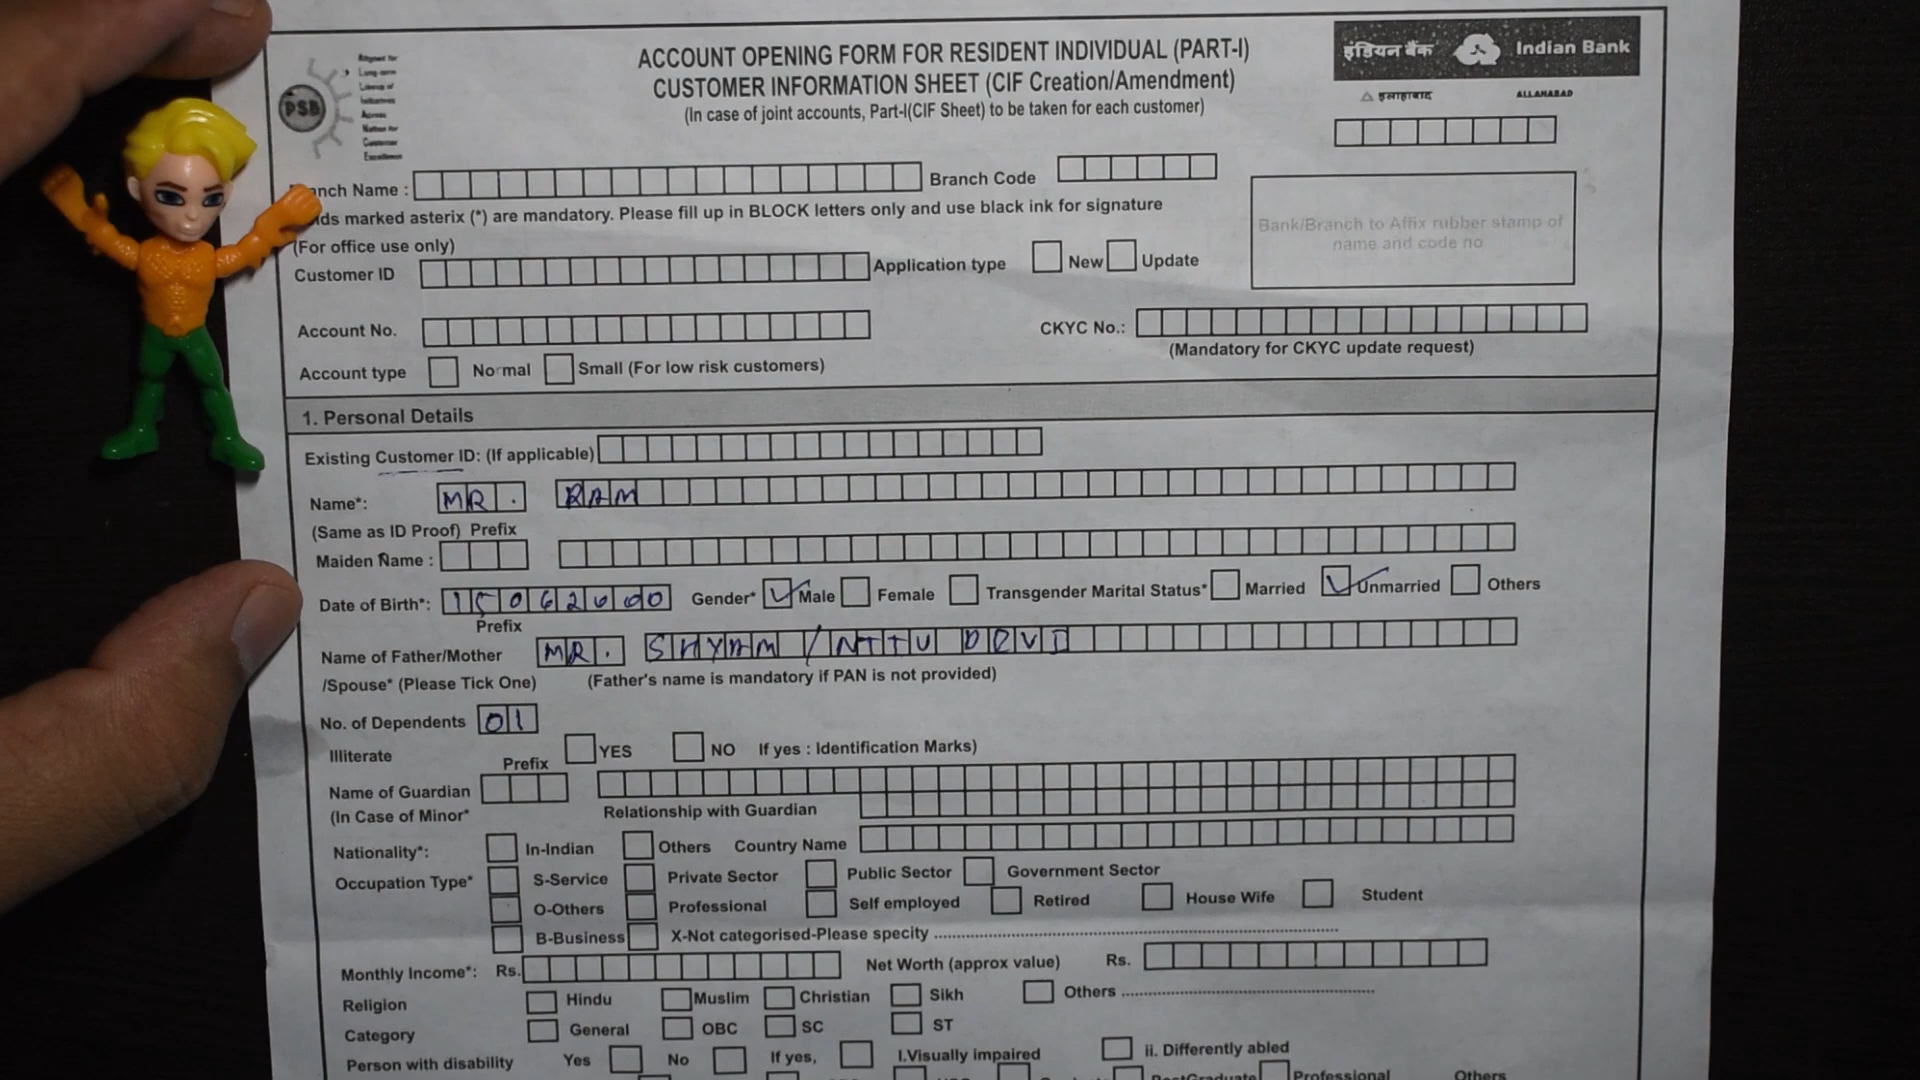 ACCOUNT OPENING FORM FOR RESIDENT INDIVIDUAL (PART-I)
CUSTOMER INFORMATION SHEET (CIF Creation/Amendment)
(In case of joint accounts, Part-I(CIF Sheet) to be taken for each customer)
PSB
इंडियन बैंक Indian Bank
इलाहाबाद ALLAHABAD
Branch Name : Branch Code
Bank/Branch to Affix rubber stamp of
name and code no
marked asterix (*) are mandatory. Please fill up in BLOCK letters only and use black ink for signature
(For office use only)
Customer ID Application type New Update
Account No. CKYC No.:
(Mandatory for CKYC update request)
Account type Normal Small (For low risk customers)
1. Personal Details
Existing Customer ID: (If applicable)
Name*: MR. RAM
(Same as ID Proof) Prefix
Maiden Name :
Date of Birth*: 15062000 Gender* Male Female Transgender Marital Status* Married Unmarried Others
Prefix
Name of Father/Mother MR. SHYAM /
/Spouse* (Please Tick One) (Father's name is mandatory if PAN is not provided)
No. of Dependents 01
Illiterate YES NO If yes : Identification Marks)
Prefix
Name of Guardian
(In Case of Minor* Relationship with Guardian
Nationality*: In-Indian Others Country Name
Occupation Type* S-Service Private Sector Public Sector Government Sector
O-Others Professional Self employed Retired House Wife Student
B-Business X-Not categorised-Please specity
Monthly Income*: Rs. Net Worth (approx value) Rs.
Religion Hindu Muslim Christian Sikh Others
Category General OBC SC ST
Person with disability Yes No If yes, I.Visually impaired ii. Differently abled
PostGraduate Professional Others